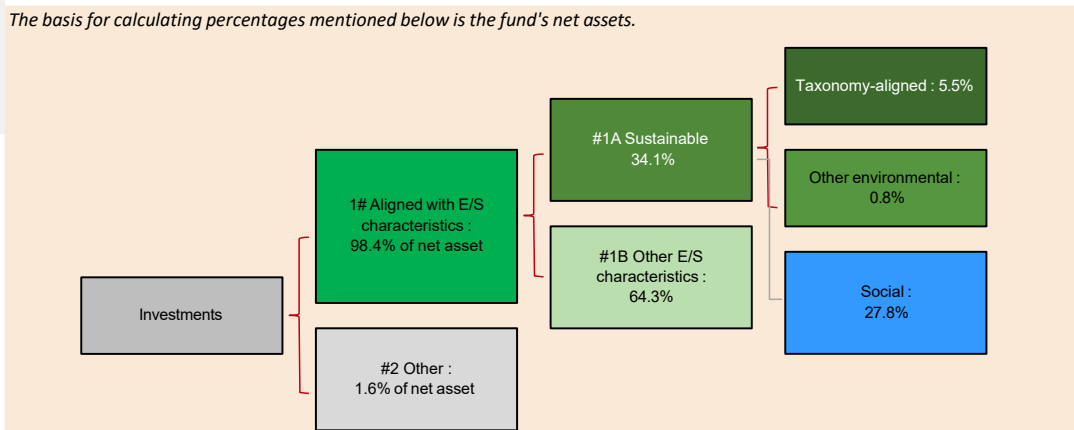 The basis for calculating percentages mentioned below is the fund's net assets.
Taxonomy-aligned : 5.5%
#1A Sustainable
34.1%
Other environmental :
0.8%
1# Aligned with E/S
characteristics :
98.4% of net asset
#1B Other E/S
characteristics :
64.3%
Social :
27.8%
Investments
#2 Other :
1.6% of net asset